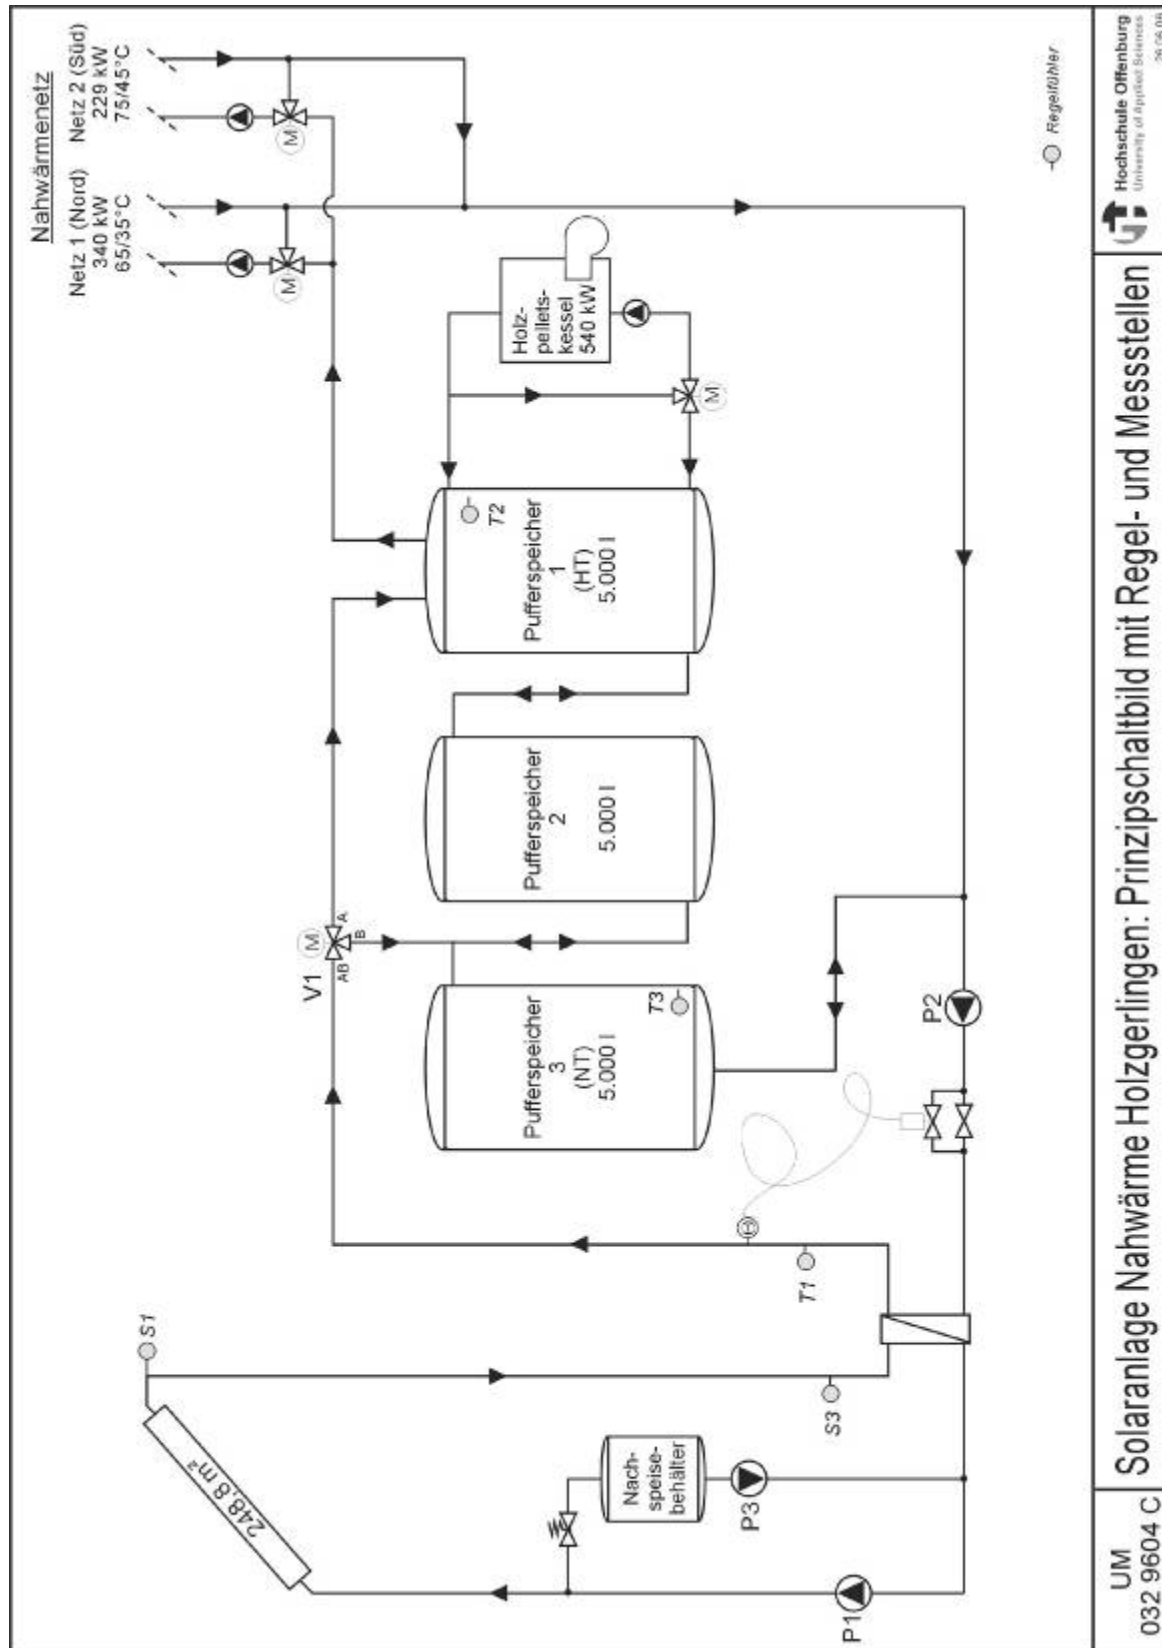 Nahwärmenetz
Netz 1 (Nord)
340 kW
65/35°C
Netz 2 (Süd)
229 kW
75/45°C
M
M
Holz-
pellets-
kessel
540 kW
M
Pufferspeicher
1
(HT)
5.000 l
T2
Pufferspeicher
2
5.000 l
Pufferspeicher
3
(NT)
5.000 l
T3
M
V1
AB
A
B
P2
T1
S1
S3
248,8 m²
Nach-
speise-
behälter
P3
P1
Regelfühler
UM
032 9604 C
Solaranlage Nahwärme Holzgerlingen: Prinzipschaltbild mit Regel- und Messstellen
Hochschule Offenburg
University of Applied Sciences
26.06.08